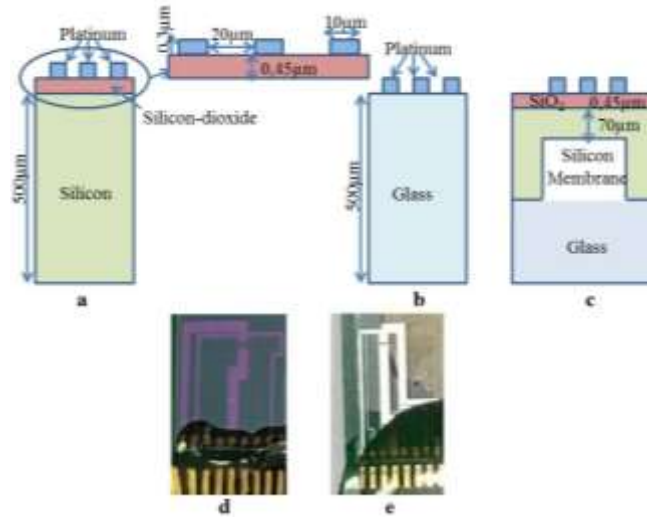 Platinum
0,3µm
20µm
10µm
0,45µm
Silicon-dioxide
500µm
Silicon
a
Platinum
500µm
Glass
b
SiO2
0,45µm
70µm
Silicon
Membrane
Glass
c
d
e